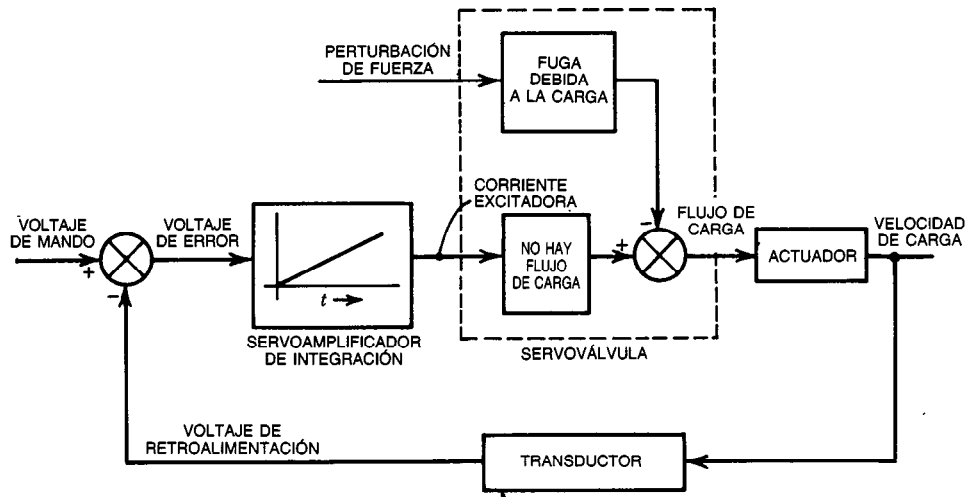 PERTURBACIÓN
DE FUERZA
FUGA
DEBIDA
A LA CARGA
CORRIENTE
EXCITADORA
VOLTAJE
DE MANDO
+
-
VOLTAJE
DE ERROR
t →
SERVOAMPLIFICADOR
DE INTEGRACIÓN
NO HAY
FLUJO
DE CARGA
+
-
FLUJO DE
CARGA
SERVOVÁLVULA
ACTUADOR
VELOCIDAD
DE CARGA
VOLTAJE DE
RETROALIMENTACIÓN
TRANSDUCTOR